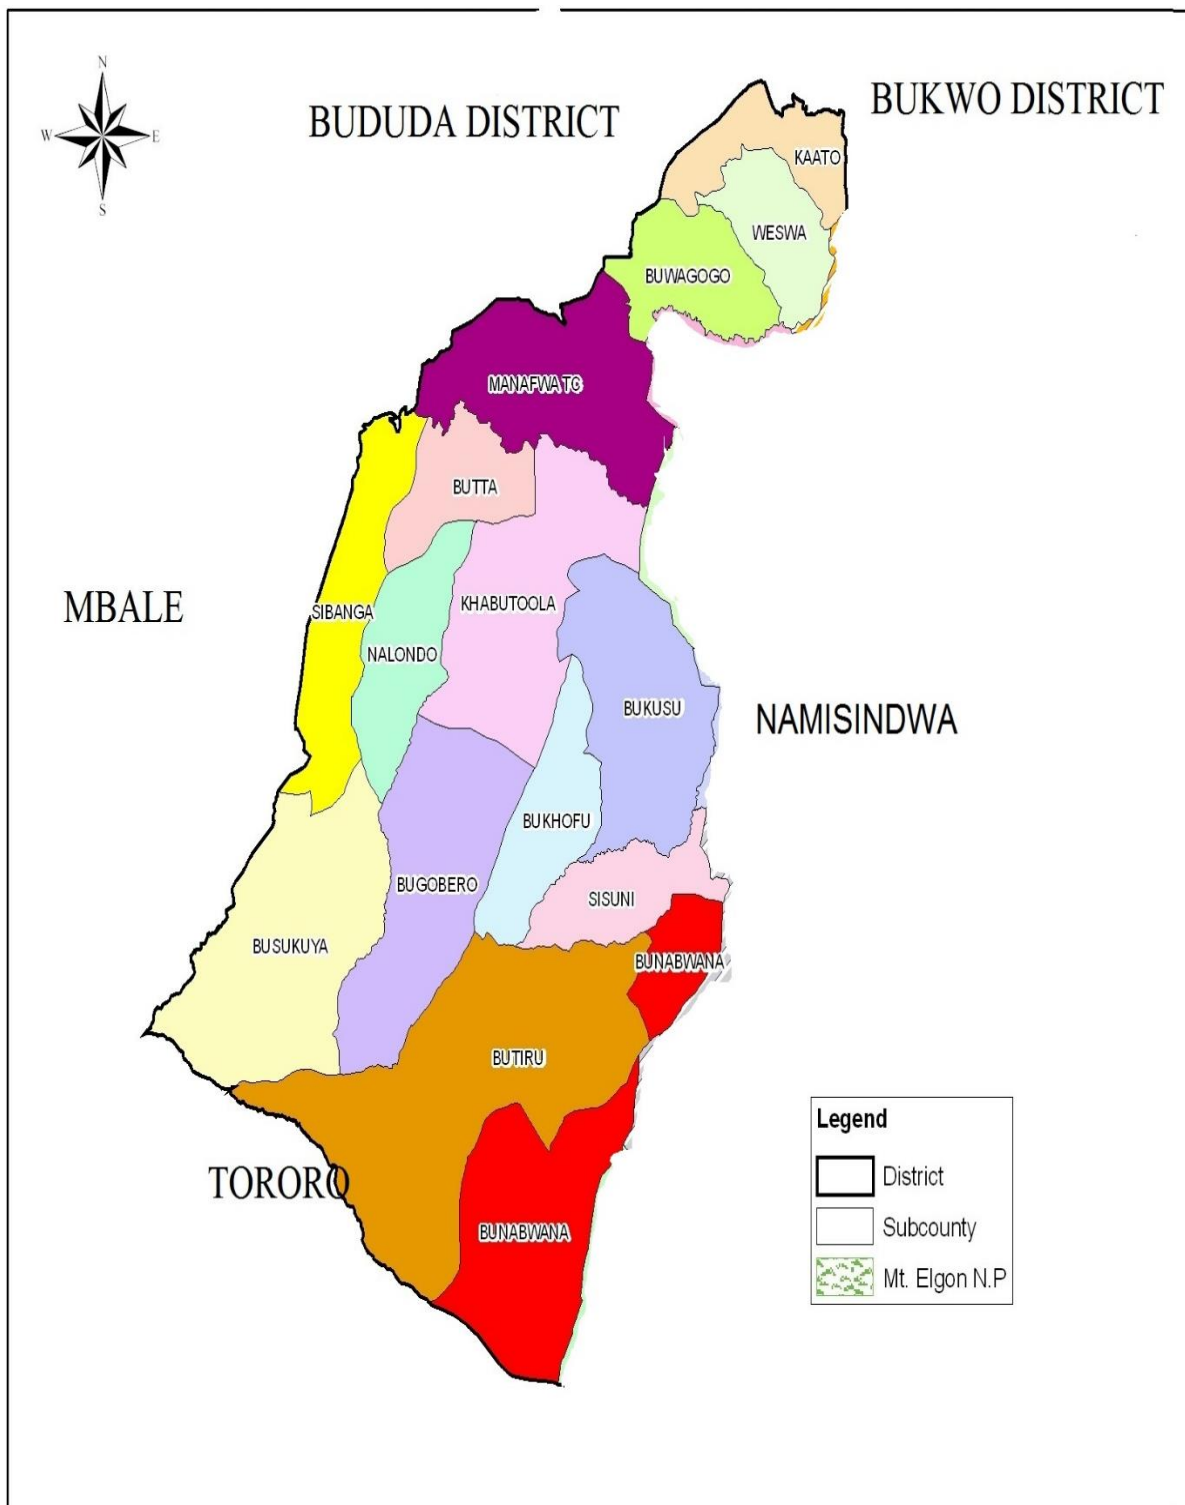 N
W
E
S
BUDUDA DISTRICT
BUKWO DISTRICT
KAATO
WESWA
BUWAGOGO
MANAFWA TC
BUTTA
MBALE
SIBANGA
KHABUTOOLA
NALONDO
BUKUSU
NAMISINDWA
BUKHOFU
BUGOBERO
SISUNI
BUSUKUYA
BUNABWANA
BUTIRU
TORORO
BUNABWANA
Legend
District
Subcounty
Mt. Elgon N.P